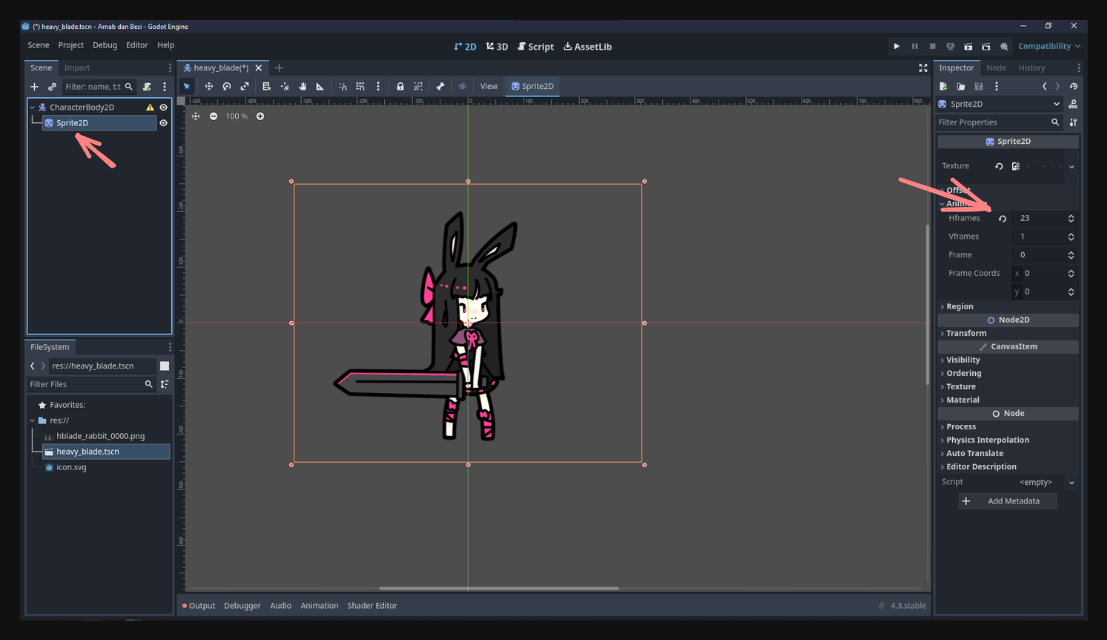 (*) heavy_blade.tscn - Arnab dan Besi - Godot Engine
Scene Project Debug Editor Help
2D 3D Script AssetLib
Compatibility
Scene Import
heavy_blade(*)
Inspector Node History
Filter: name, t:t
View Sprite2D
CharacterBody2D
Sprite2D
100 %
Sprite2D
Filter Properties
Sprite2D
Texture
Offset
Hframes 23
Vframes 1
Frame 0
Frame Coords x 0
y 0
Region
Node2D
Transform
CanvasItem
Visibility
Ordering
Texture
Material
Node
Process
Physics Interpolation
Auto Translate
Editor Description
Script <empty>
Add Metadata
FileSystem
res://heavy_blade.tscn
Filter Files
Favorites:
res://
hblade_rabbit_0000.png
heavy_blade.tscn
icon.svg
Output Debugger Audio Animation Shader Editor
4.3.stable